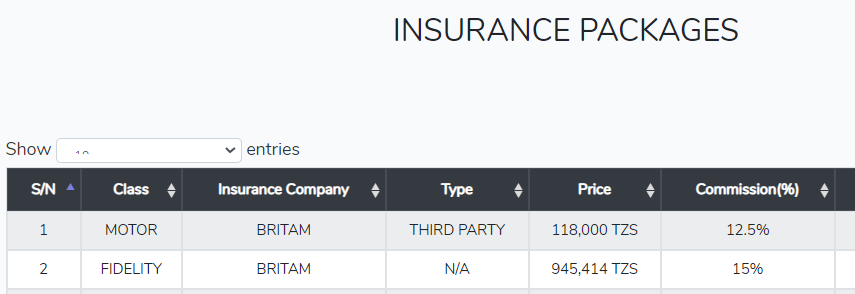 INSURANCE PACKAGES
Show entries
S/N Class Insurance Company Type Price Commission(%)
1 MOTOR BRITAM THIRD PARTY 118,000 TZS 12.5%
2 FIDELITY BRITAM N/A 945,414 TZS 15%